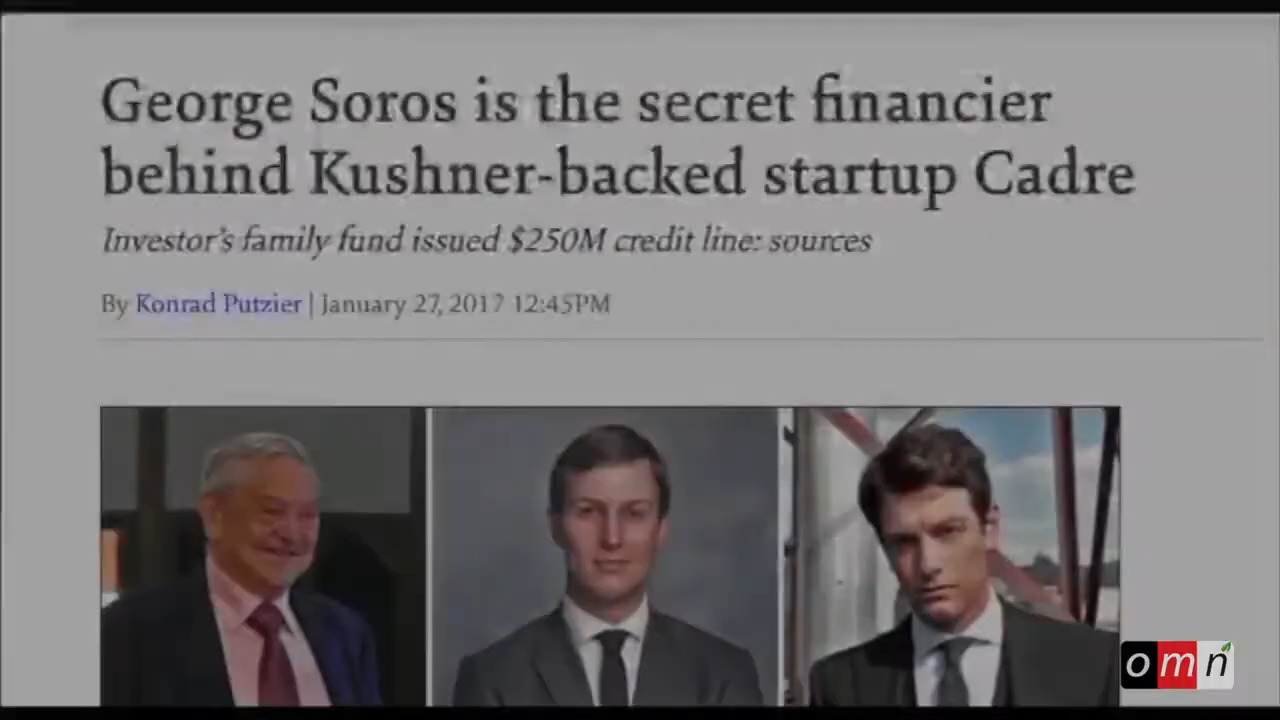 George Soros is the secret financier
behind Kushner-backed startup Cadre
Investor's family fund issued $250M credit line: sources
By Konrad Putzier | January 27, 2017 12:45PM
omn